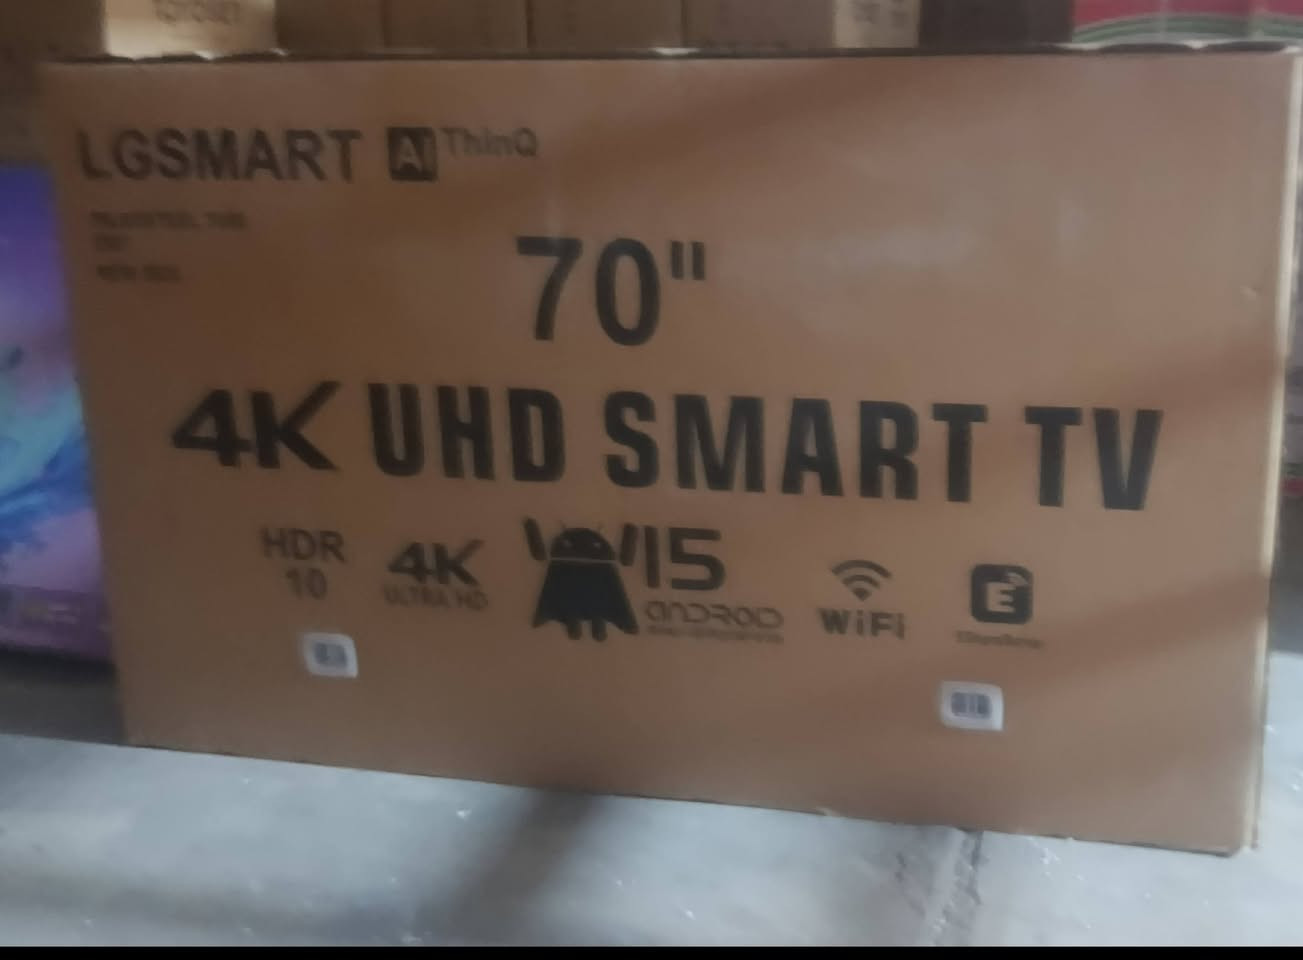 LGSMART AI ThinQ
70"
4K UHD SMART TV
HDR
10
4K
ULTRA HD
15
ANDROID
WiFi
E